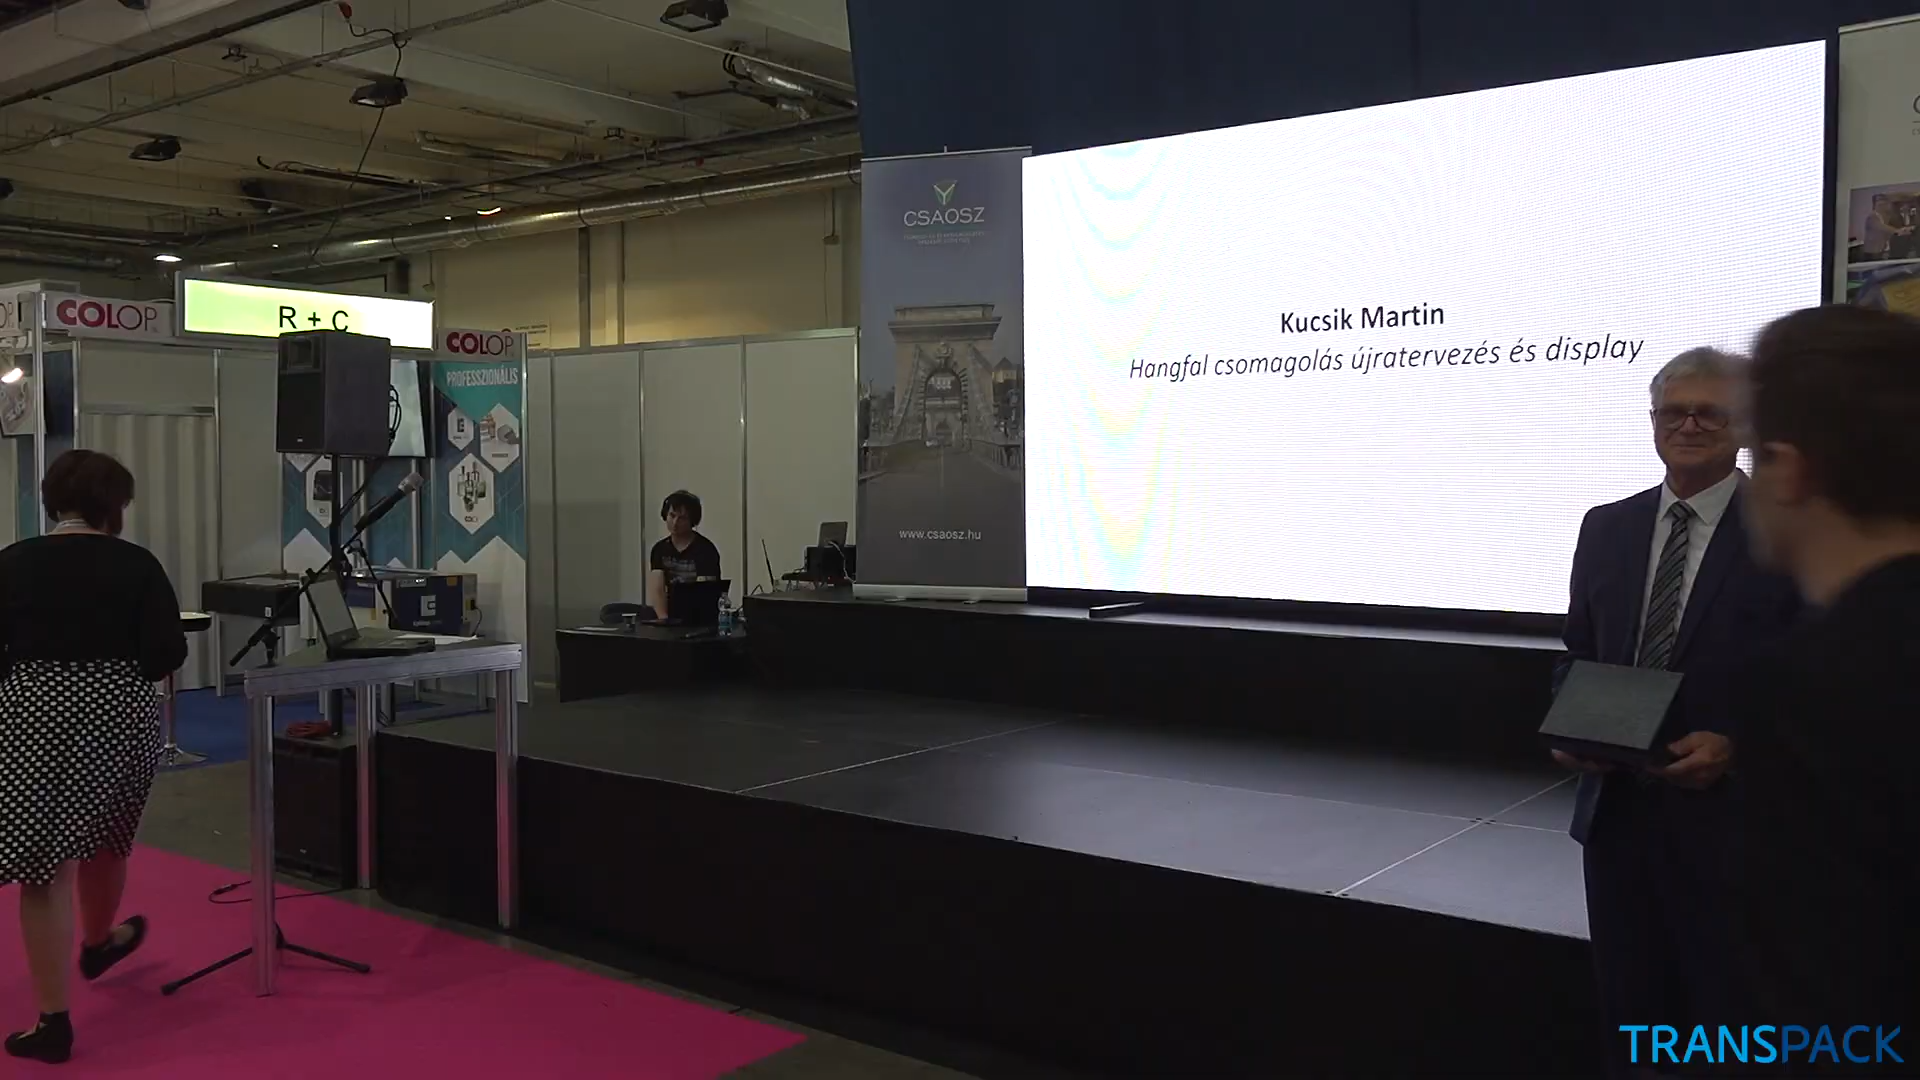 CSAOSZ
www.csaosz.hu
Kucsik Martin
Hangfal csomagolás újratervezés és display
COLOP
R + C
COLOP
PROFESSZIONÁLIS
TRANSPACK